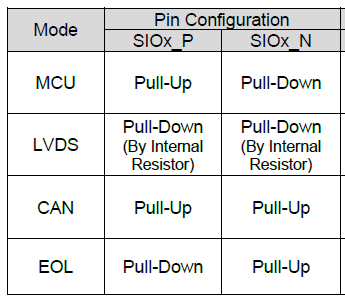 Mode
Pin Configuration
SIOx_P
SIOx_N
MCU
Pull-Up
Pull-Down
LVDS
Pull-Down
(By Internal
Resistor)
Pull-Down
(By Internal
Resistor)
CAN
Pull-Up
Pull-Up
EOL
Pull-Down
Pull-Up